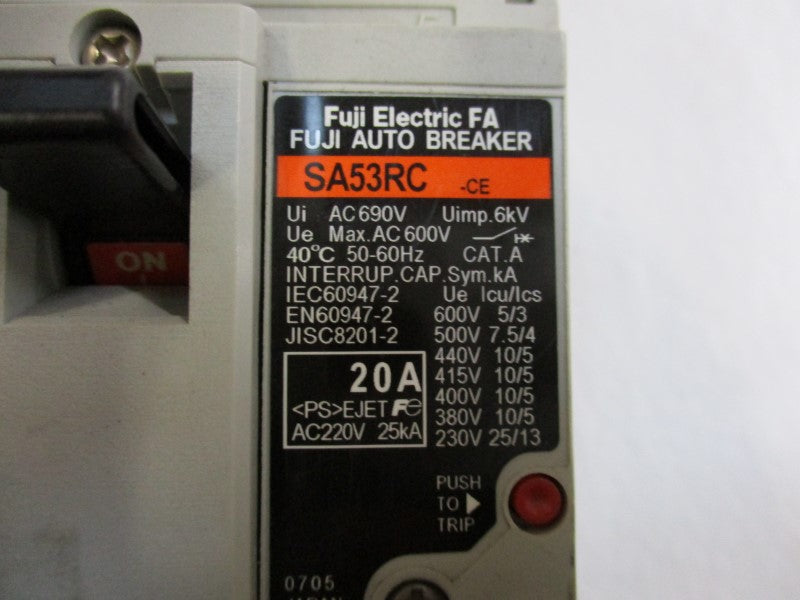 Fuji Electric FA
FUJI AUTO BREAKER
SA53RC -CE
Ui AC690V Uimp.6kV
Ue Max.AC600V
40°C 50-60Hz CAT.A
INTERRUP.CAP.Sym.kA
IEC60947-2 Ue Icu/Ics
EN60947-2 600V 5/3
JISC8201-2 500V 7.5/4
440V 10/5
415V 10/5
400V 10/5
380V 10/5
230V 25/13
20A
<PS>EJET Fe
AC220V 25kA
ON
PUSH
TO
TRIP
0705
JAPAN